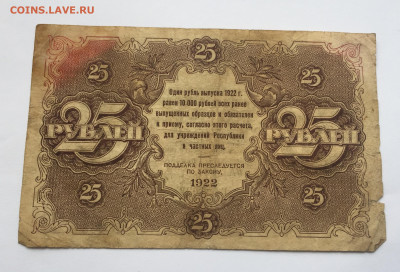 COINS.LAVE.RU
25 25
Один рубль выпуска 1922 г.
равен 10.000 рублей всех ранее
выпущенных образцов и обязателен
к приему, согласно этого расчета,
для учреждений Республики
и частных лиц.
25 РУБЛЕЙ 25 РУБЛЕЙ
ПОДДЕЛКА ПРЕСЛЕДУЕТСЯ
ПО ЗАКОНУ.
1922
25 25
25